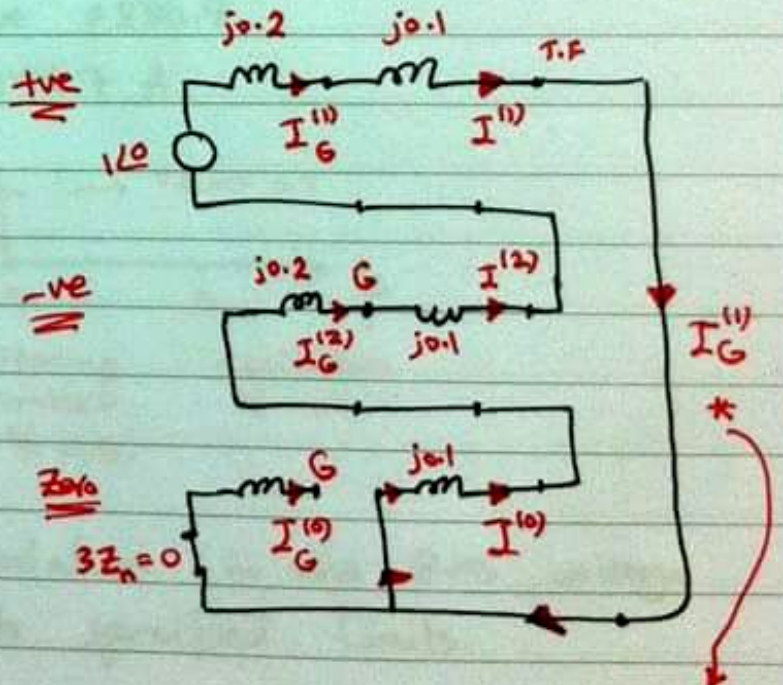 j0.2 j0.1 T.F
+ve
I_G^(1) I^(1)
1∠0
j0.2 G I^(2)
-ve
I_G^(2) j0.1
I_G^(1)
*
Zero G j0.1
I_G^(0) I^(0)
3Z_n=0